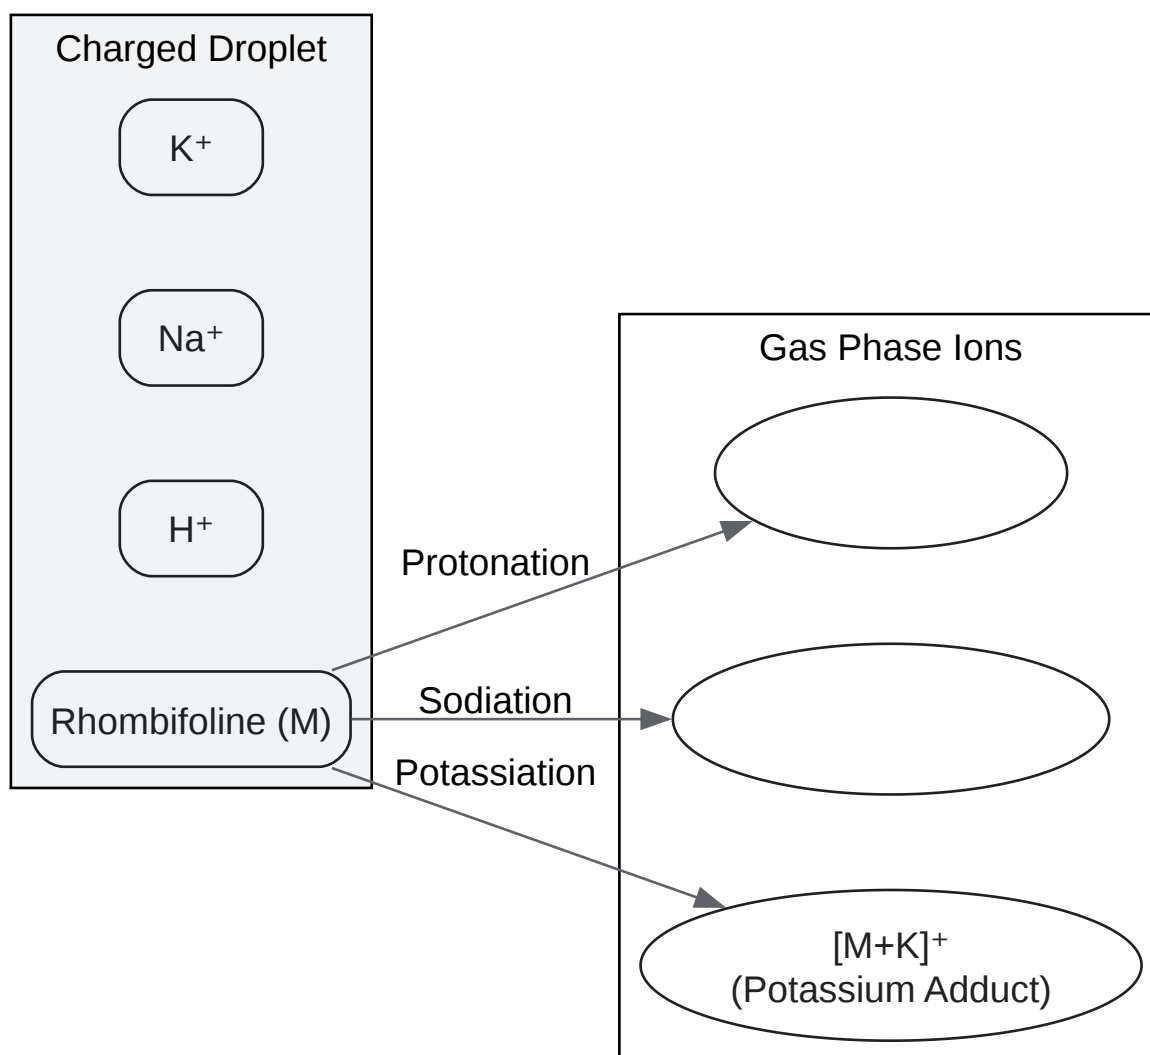 Charged Droplet
K⁺
Na⁺
H⁺
Rhombifoline (M)
Protonation
Sodiation
Potassiation
Gas Phase Ions
[M+K]⁺
(Potassium Adduct)